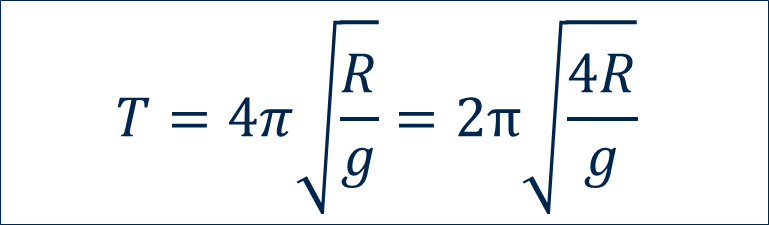 T = 4π √(R/g) = 2π √(4R/g)